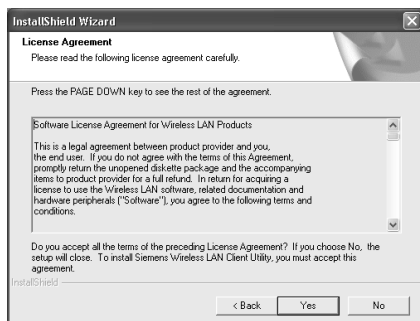 InstallShield Wizard
License Agreement
Please read the following license agreement carefully.
Press the PAGE DOWN key to see the rest of the agreement.
Software License Agreement for Wireless LAN Products
This is a legal agreement between product provider and you,
the end user. If you do not agree with the terms of this Agreement,
promptly return the unopened diskette package and the accompanying
items to product provider for a full refund. In return for acquiring a
license to use the Wireless LAN software, related documentation and
hardware peripherals ("Software"), you agree to the following terms and
conditions.
Do you accept all the terms of the preceding License Agreement? If you choose No, the
setup will close. To install Siemens Wireless LAN Client Utility, you must accept this
agreement.
InstallShield
< Back
Yes
No